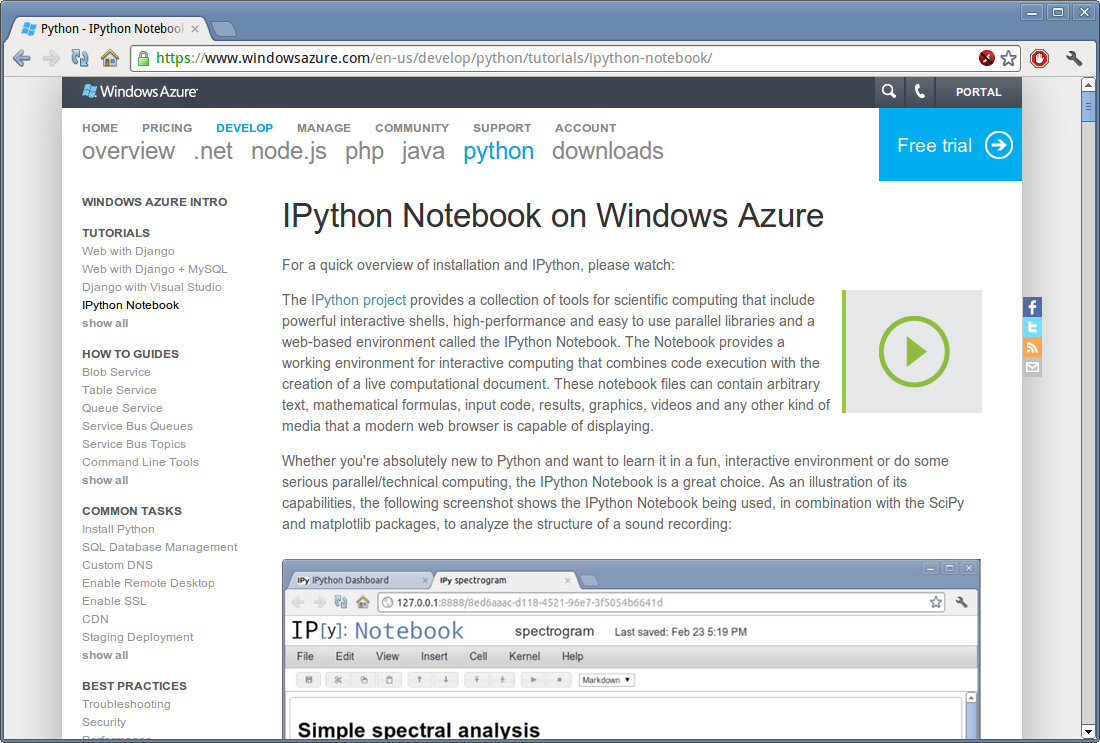 Python - IPython Notebook
https://www.windowsazure.com/en-us/develop/python/tutorials/ipython-notebook/
Windows Azure
PORTAL
HOME PRICING DEVELOP MANAGE COMMUNITY SUPPORT ACCOUNT
overview .net node.js php java python downloads
Free trial
WINDOWS AZURE INTRO
TUTORIALS
Web with Django
Web with Django + MySQL
Django with Visual Studio
IPython Notebook
show all
HOW TO GUIDES
Blob Service
Table Service
Queue Service
Service Bus Queues
Service Bus Topics
Command Line Tools
show all
COMMON TASKS
Install Python
SQL Database Management
Custom DNS
Enable Remote Desktop
Enable SSL
CDN
Staging Deployment
show all
BEST PRACTICES
Troubleshooting
Security
Performance
IPython Notebook on Windows Azure
For a quick overview of installation and IPython, please watch:
The IPython project provides a collection of tools for scientific computing that include
powerful interactive shells, high-performance and easy to use parallel libraries and a
web-based environment called the IPython Notebook. The Notebook provides a
working environment for interactive computing that combines code execution with the
creation of a live computational document. These notebook files can contain arbitrary
text, mathematical formulas, input code, results, graphics, videos and any other kind of
media that a modern web browser is capable of displaying.
Whether you're absolutely new to Python and want to learn it in a fun, interactive environment or do some
serious parallel/technical computing, the IPython Notebook is a great choice. As an illustration of its
capabilities, the following screenshot shows the IPython Notebook being used, in combination with the SciPy
and matplotlib packages, to analyze the structure of a sound recording:
IPy IPython Dashboard
IPy spectrogram
127.0.0.1:8888/8ed6aaac-d118-4521-96e7-3f5054b6641d
IP[y]: Notebook spectrogram Last saved: Feb 23 5:19 PM
File Edit View Insert Cell Kernel Help
Markdown
Simple spectral analysis